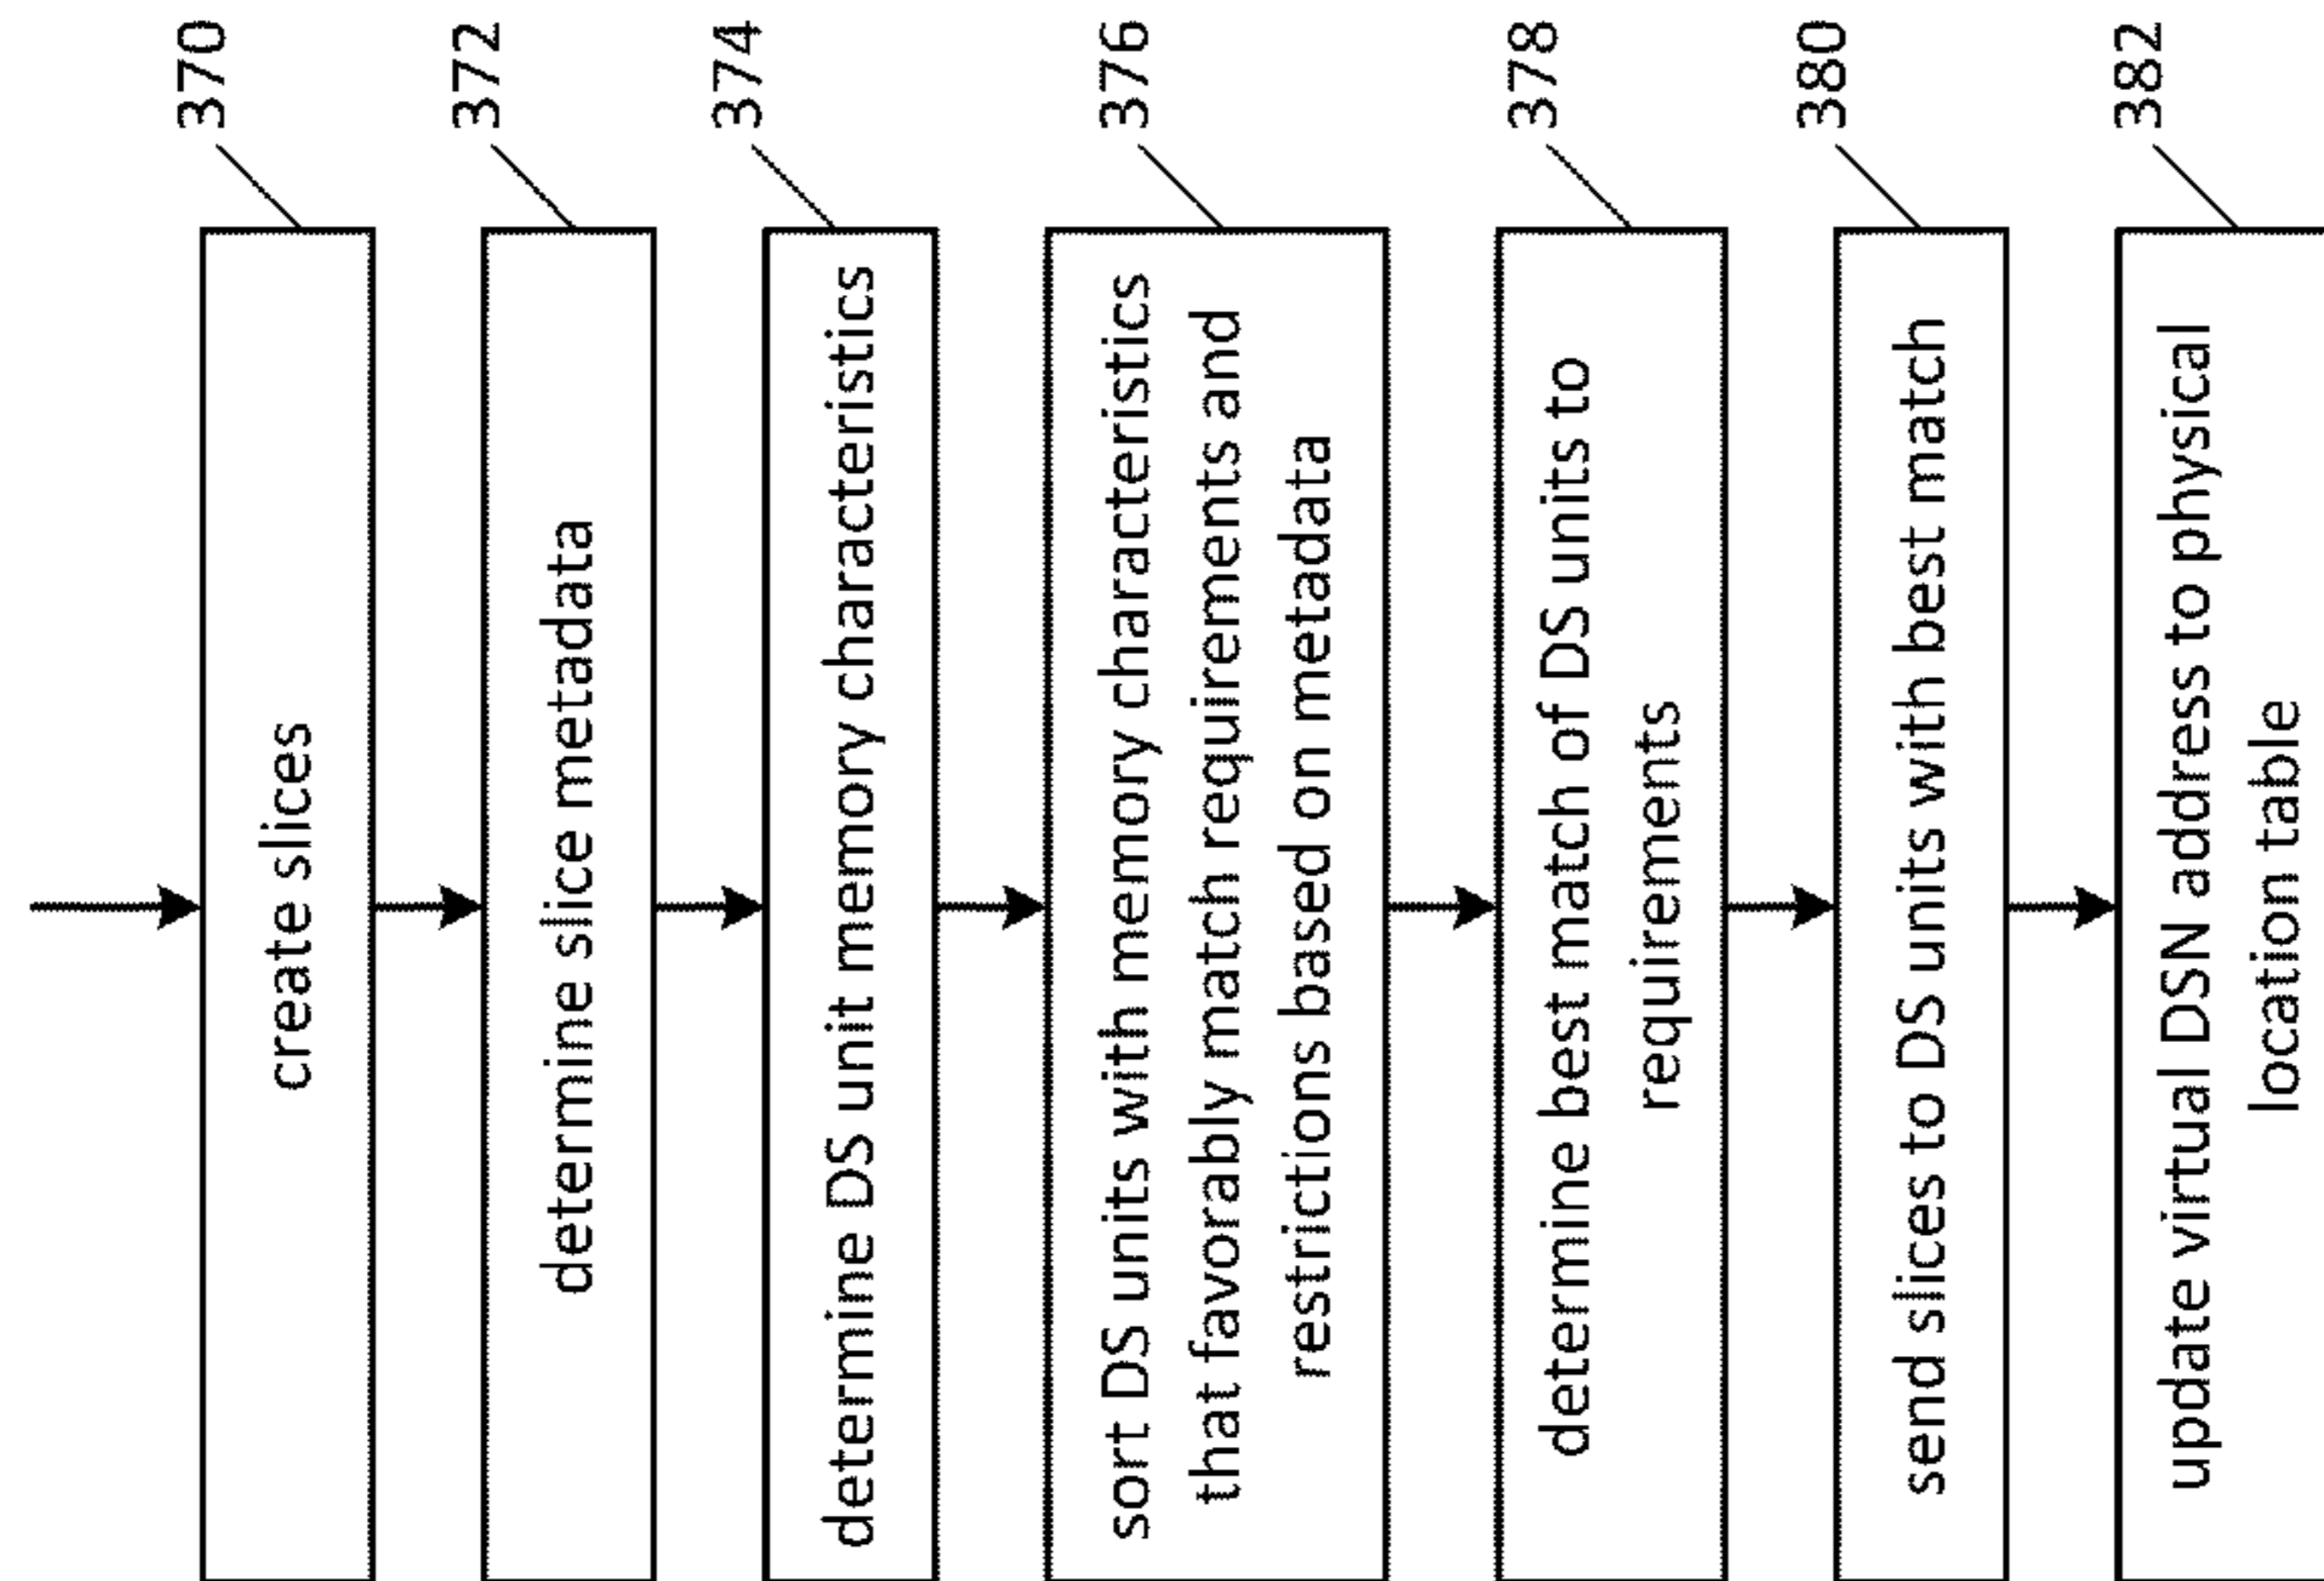 370
create slices
372
determine slice metadata
374
determine DS unit memory characteristics
376
sort DS units with memory characteristics
that favorably match requirements and
restrictions based on metadata
378
determine best match of DS units to
requirements
380
send slices to DS units with best match
382
update virtual DSN address to physical
location table